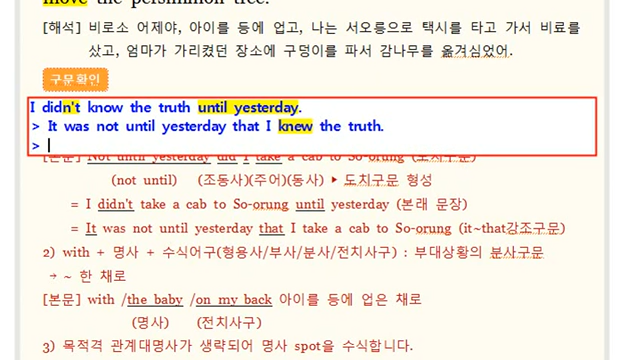 move the persimmon tree.
[해석] 비로소 어제야, 아이를 등에 업고, 나는 서오릉으로 택시를 타고 가서 비료를
샀고, 엄마가 가리켰던 장소에 구덩이를 파서 감나무를 옮겨심었어.
구문확인
I didn't know the truth until yesterday.
> It was not until yesterday that I knew the truth.
>
[본문] Not until yesterday did I take a cab to So-orung (도치구문)
(not until) (조동사)(주어)(동사) ▶ 도치구문 형성
= I didn't take a cab to So-orung until yesterday (본래 문장)
= It was not until yesterday that I take a cab to So-orung (it~that강조구문)
2) with + 명사 + 수식어구(형용사/부사/분사/전치사구) : 부대상황의 분사구문
→ ~ 한 채로
[본문] with /the baby /on my back 아이를 등에 업은 채로
(명사) (전치사구)
3) 목적격 관계대명사가 생략되어 명사 spot을 수식합니다.